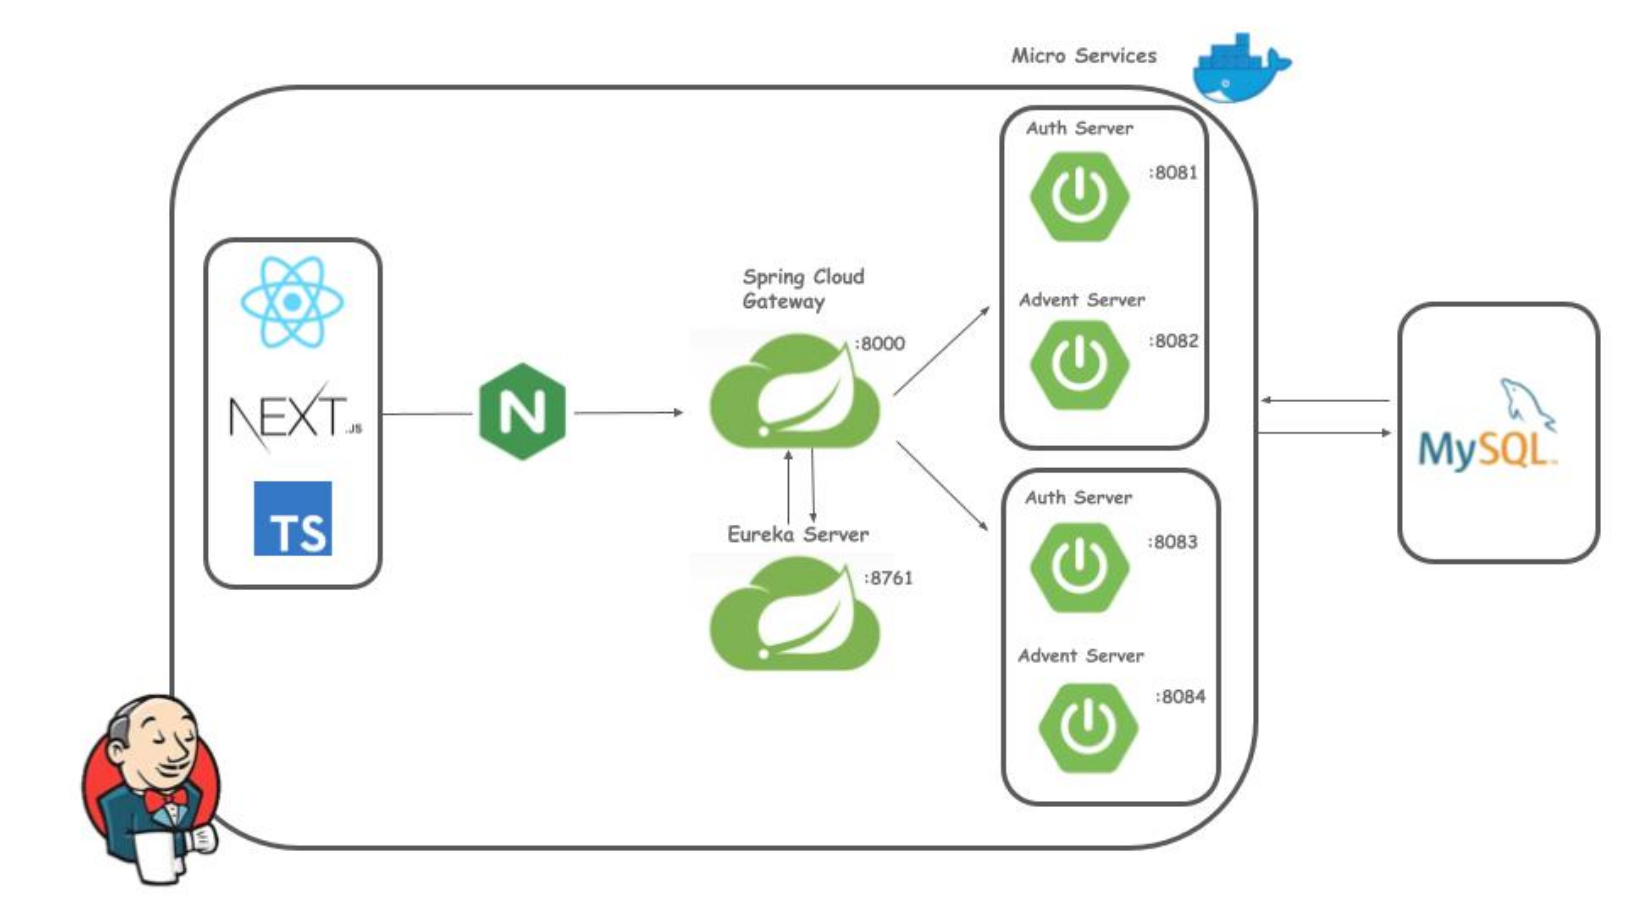 Micro Services
Auth Server
:8081
Advent Server
:8082
Spring Cloud
Gateway
:8000
NEXT.JS
N
TS
Eureka Server
:8761
Auth Server
:8083
Advent Server
:8084
MySQL